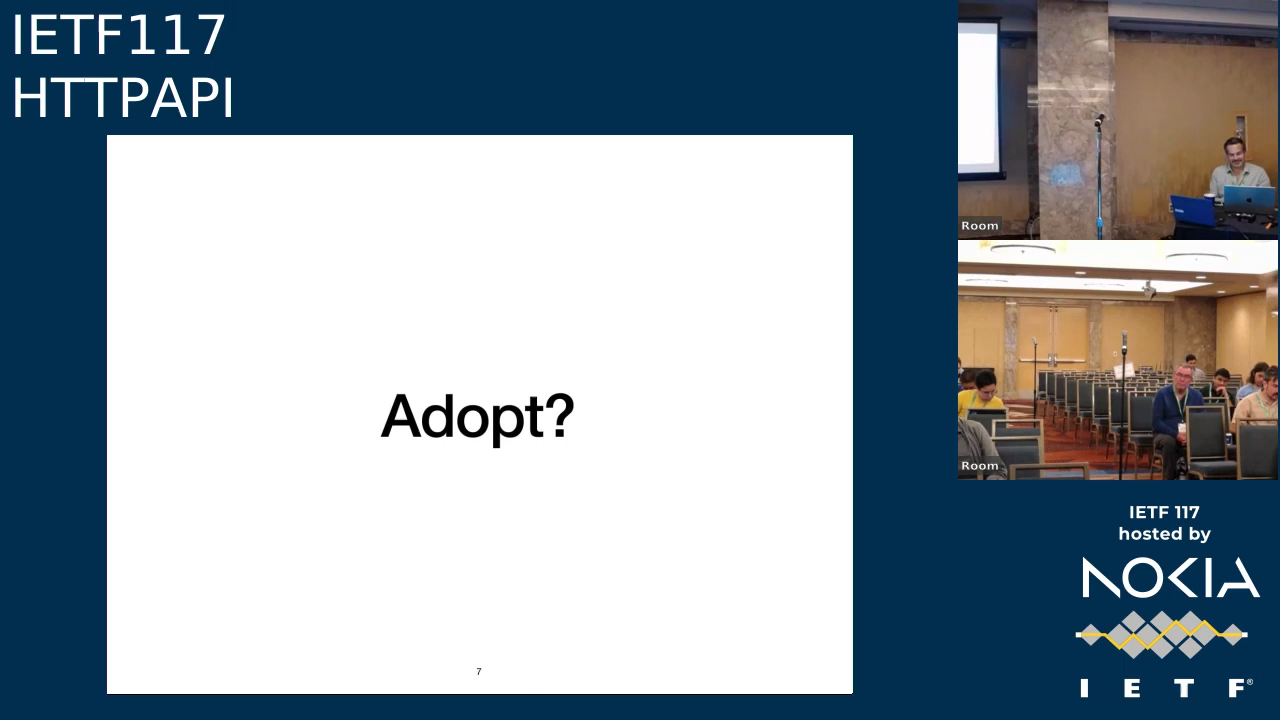 IETF117
HTTPAPI
Adopt?
7
Room
Room
IETF 117
hosted by
NOKIA
I E T F®